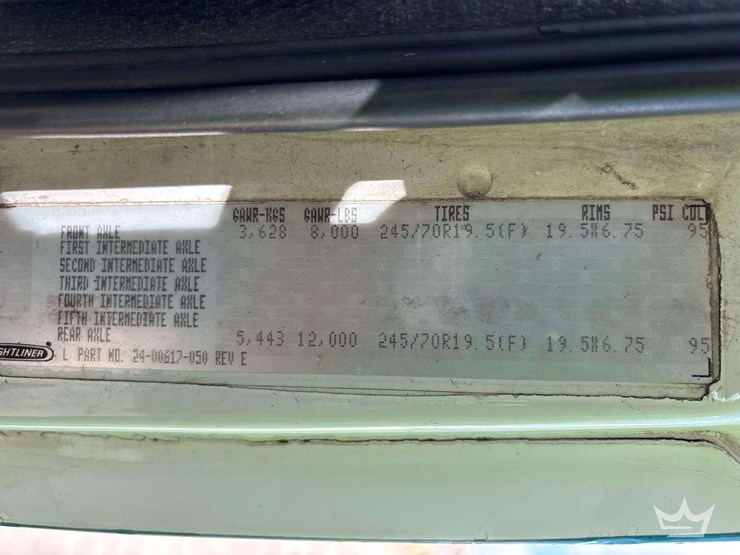 GAWR-KGS GAWR-LBS TIRES RIMS PSI COL
FRONT AXLE 3,628 8,000 245/70R19.5(F) 19.5X6.75 95
FIRST INTERMEDIATE AXLE
SECOND INTERMEDIATE AXLE
THIRD INTERMEDIATE AXLE
FOURTH INTERMEDIATE AXLE
FIFTH INTERMEDIATE AXLE
REAR AXLE 5,443 12,000 245/70R19.5(F) 19.5X6.75 95
GHTLINER L PART NO. 24-00617-050 REV E